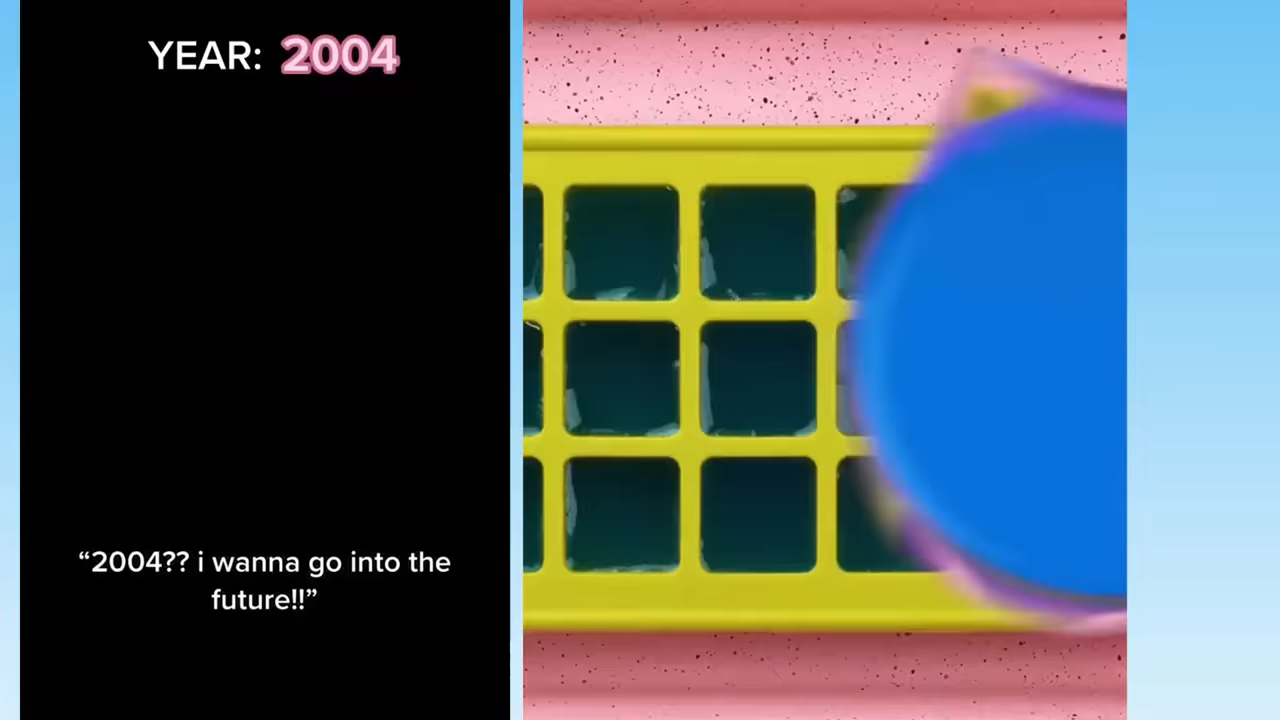 YEAR: 2004
“2004?? i wanna go into the
future!!”